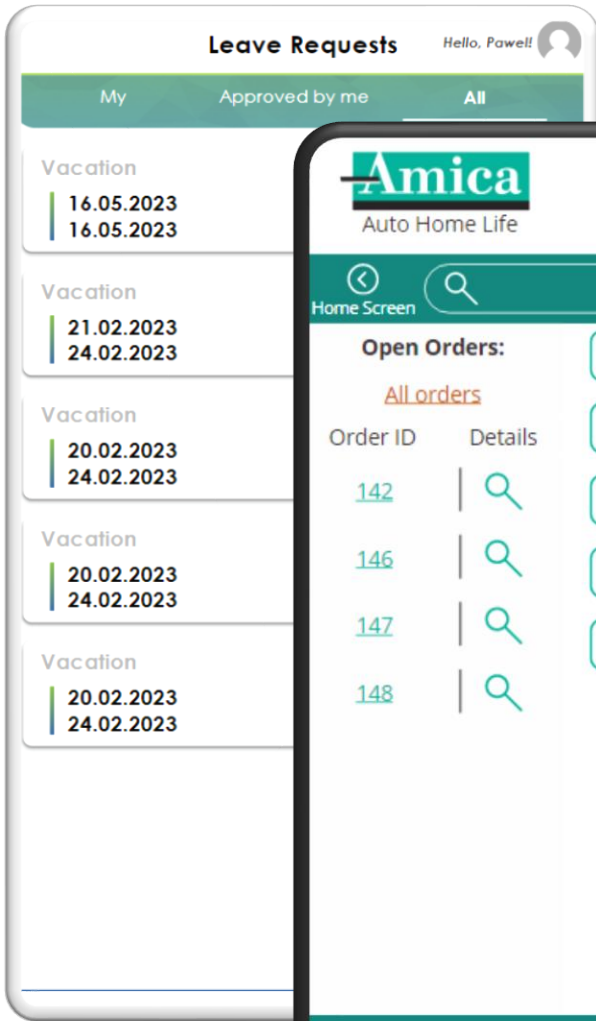 Leave Requests
Hello, Pawel!
My
Approved by me
All
Vacation
16.05.2023
16.05.2023
Vacation
21.02.2023
24.02.2023
Vacation
20.02.2023
24.02.2023
Vacation
20.02.2023
24.02.2023
Vacation
20.02.2023
24.02.2023
Amica
Auto Home Life
Home Screen
Open Orders:
All orders
Order ID Details
142
146
147
148